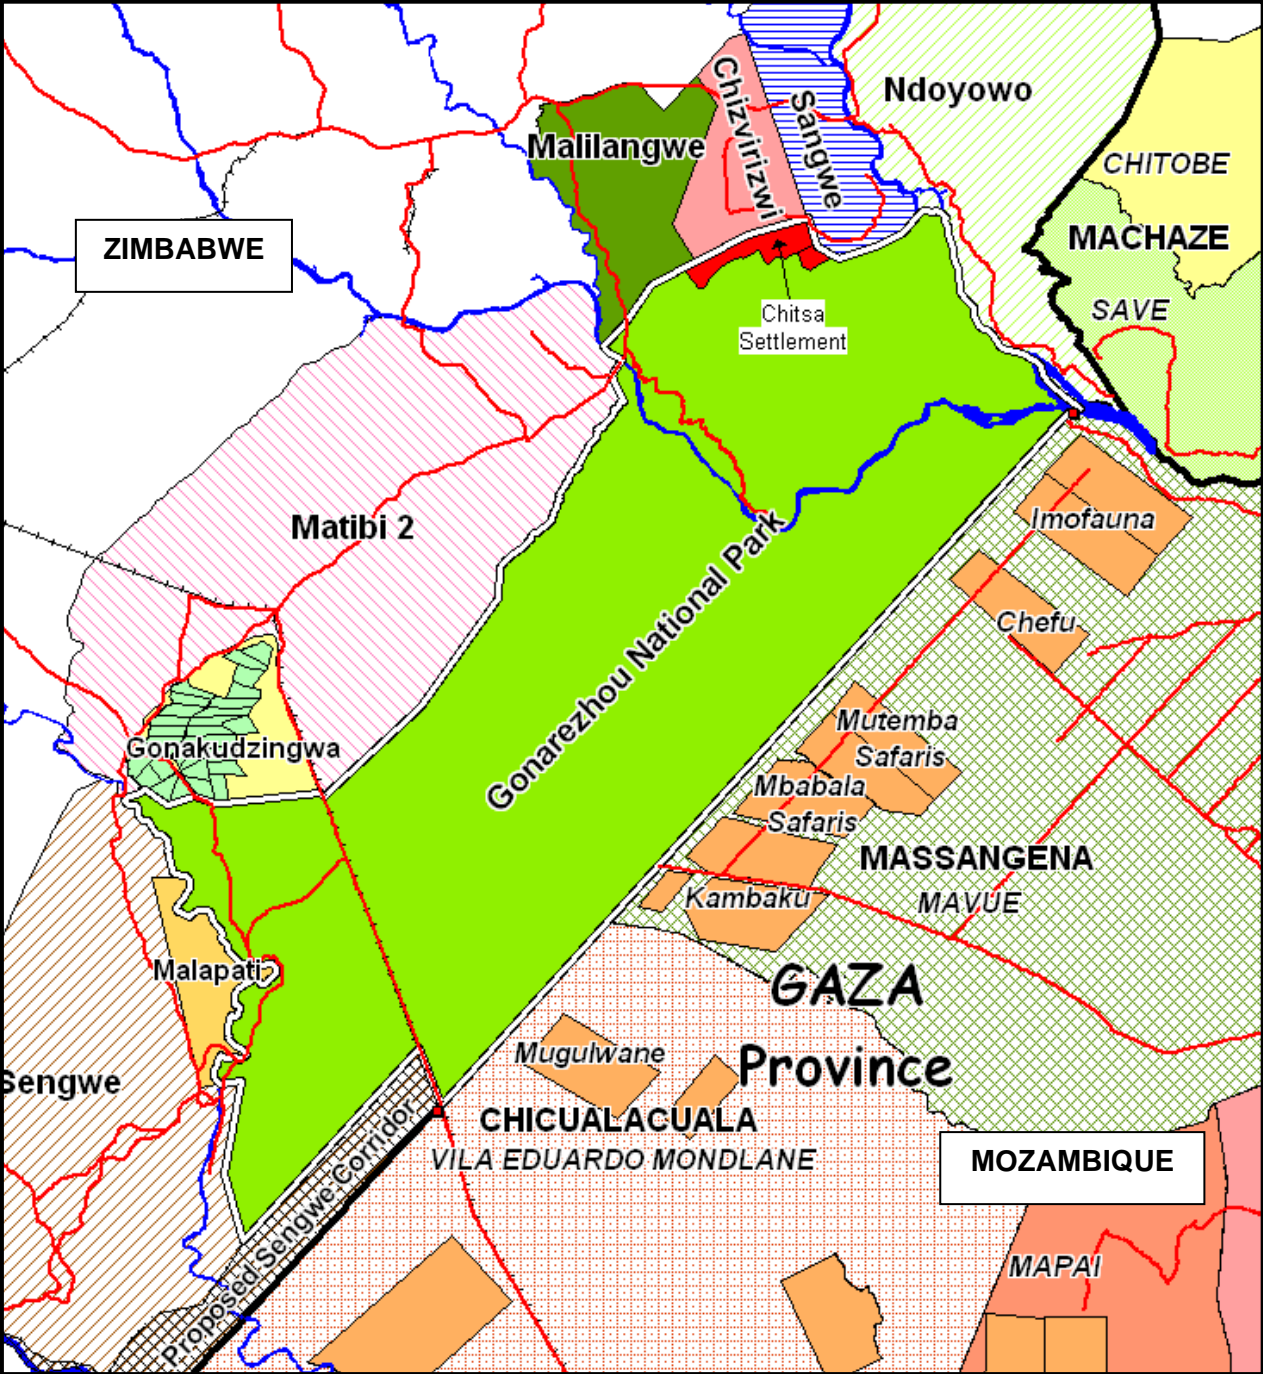 Ndoyowo
Chizvirizwi
Sangwe
Malilangwe
CHITOBE
ZIMBABWE
MACHAZE
SAVE
Chitsa
Settlement
Matibi 2
Imofauna
Gonarezhou National Park
Chefu
Mutemba
Safaris
Gonakudzingwa
Mbabala
Safaris
MASSANGENA
Kambaku
MAVUE
Malapati
GAZA
Province
Mugulwane
Sengwe
CHICUALACUALA
VILA EDUARDO MONDLANE
MOZAMBIQUE
Proposed Sengwe Corridor
MAPAI